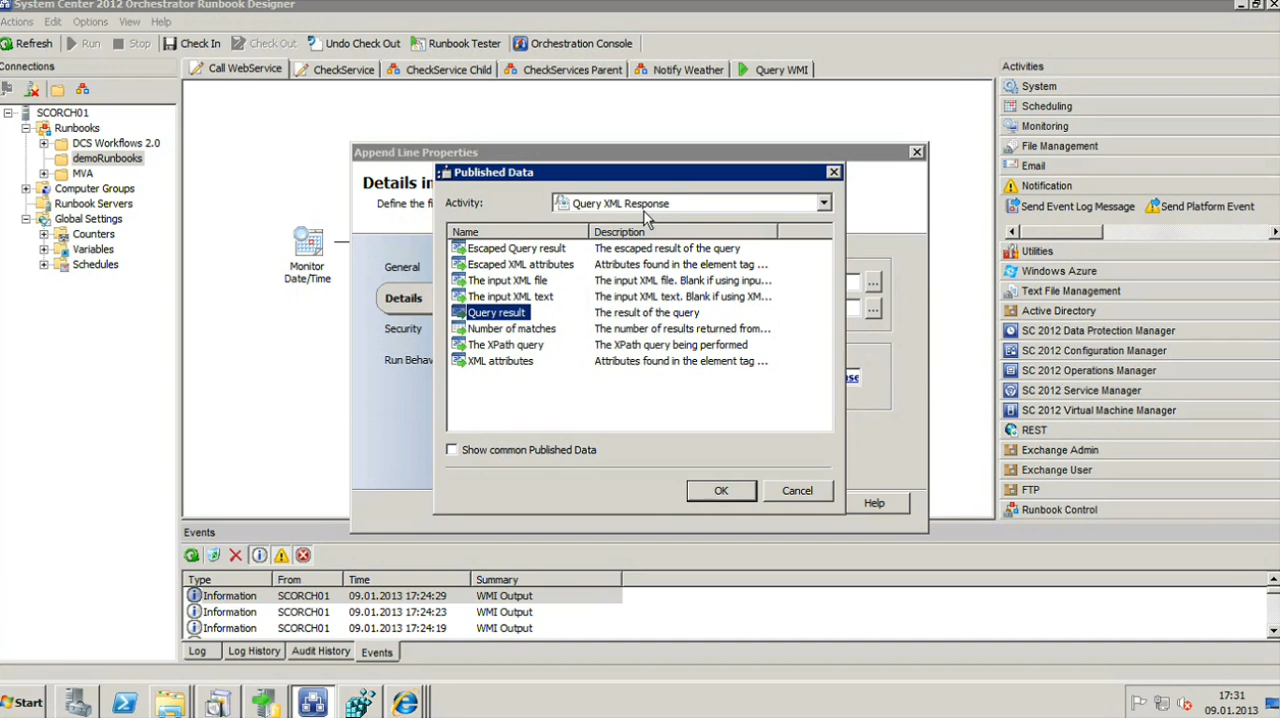 System Center 2012 Orchestrator Runbook Designer
Actions Edit Options View Help
Refresh Run Stop Check In Check Out Undo Check Out Runbook Tester Orchestration Console
Connections
SCORCH01
Runbooks
DCS Workflows 2.0
demoRunbooks
MVA
Computer Groups
Runbook Servers
Global Settings
Counters
Variables
Schedules
Call WebService CheckService CheckService Child CheckServices Parent Notify Weather Query WMI
Monitor
Date/Time
Append Line Properties
Details in
Define the f
General
Details
Security
Run Behav
Help
Published Data
Activity: Query XML Response
Name Description
Escaped Query result The escaped result of the query
Escaped XML attributes Attributes found in the element tag ...
The input XML file The input XML file. Blank if using inpu...
The input XML text The input XML text. Blank if using XM...
Query result The result of the query
Number of matches The number of results returned from...
The XPath query The XPath query being performed
XML attributes Attributes found in the element tag ...
Show common Published Data
OK Cancel
Activities
System
Scheduling
Monitoring
File Management
Email
Notification
Send Event Log Message Send Platform Event
Utilities
Windows Azure
Text File Management
Active Directory
SC 2012 Data Protection Manager
SC 2012 Configuration Manager
SC 2012 Operations Manager
SC 2012 Service Manager
SC 2012 Virtual Machine Manager
REST
Exchange Admin
Exchange User
FTP
Runbook Control
Events
Type From Time Summary
Information SCORCH01 09.01.2013 17:24:29 WMI Output
Information SCORCH01 09.01.2013 17:24:23 WMI Output
Information SCORCH01 09.01.2013 17:24:19 WMI Output
Log Log History Audit History Events
Start
17:31
09.01.2013